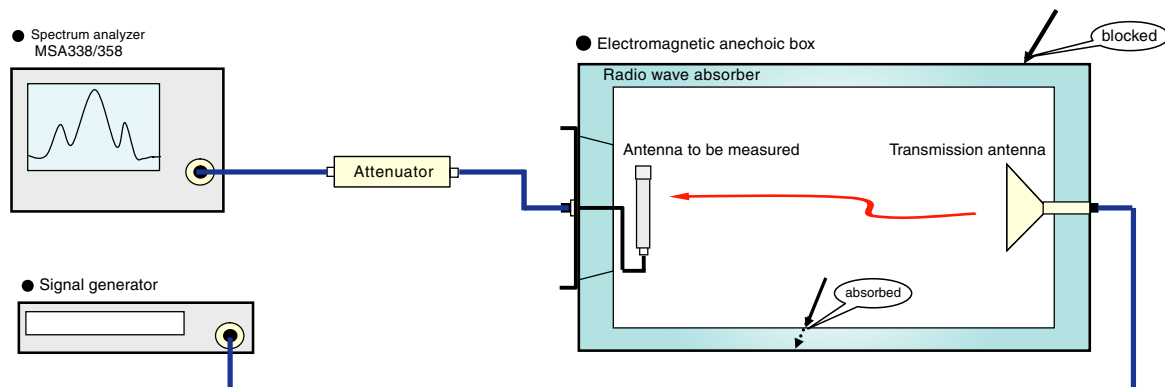 Spectrum analyzer
MSA338/358
Electromagnetic anechoic box
blocked
Radio wave absorber
Antenna to be measured
Transmission antenna
Attenuator
Signal generator
absorbed